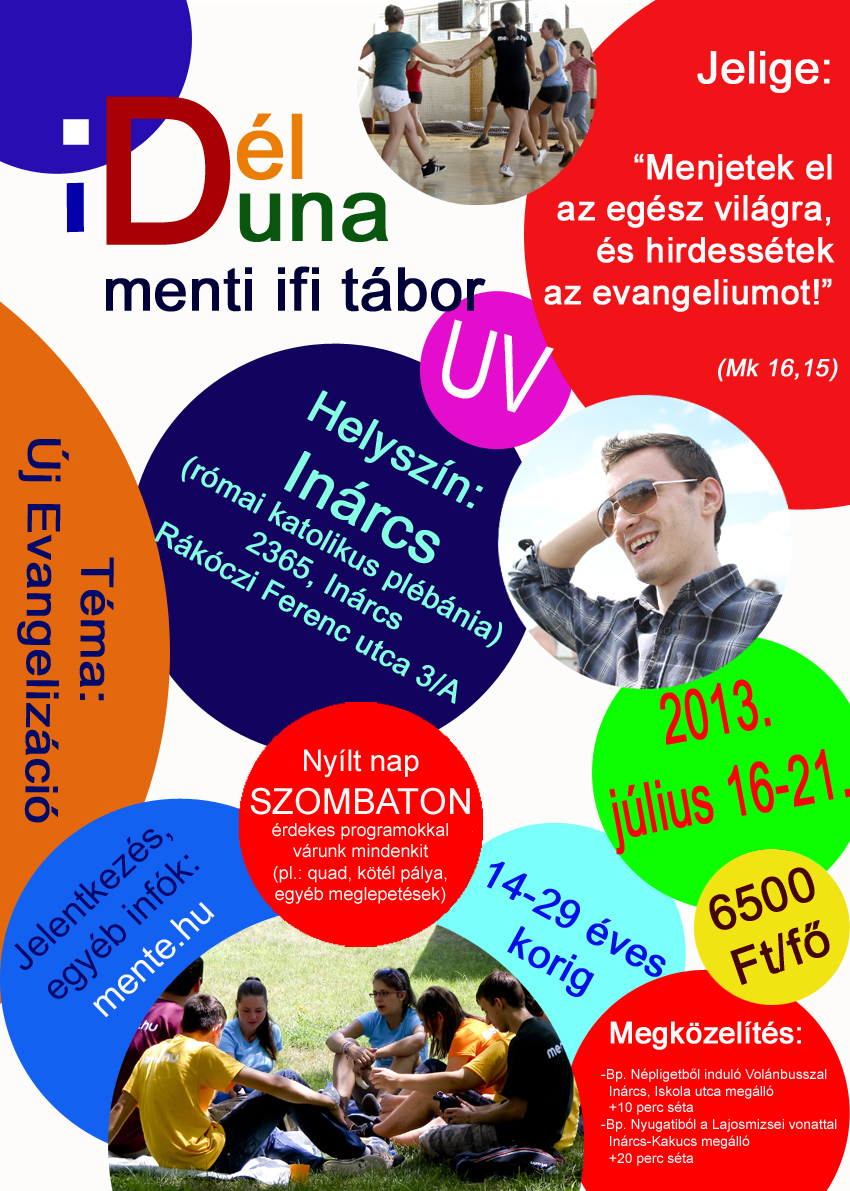 iDél
Duna
menti ifi tábor
Jelige:
“Menjetek el
az egész világra,
és hirdessétek
az evangeliumot!”
(Mk 16,15)
UV
Helyszín:
Inárcs
(római katolikus plébánia)
2365, Inárcs
Rákóczi Ferenc utca 3/A
Téma:
Új Evangelizáció
2013.
július 16-21.
Nyílt nap
SZOMBATON
érdekes programokkal
várunk mindenkit
(pl.: quad, kötél pálya,
egyéb meglepetések)
Jelentkezés,
egyéb infók:
mente.hu
14-29 éves
korig
6500
Ft/fő
Megközelítés:
-Bp. Népligetből induló Volánbusszal
Inárcs, Iskola utca megálló
+10 perc séta
-Bp. Nyugatiból a Lajosmizsei vonattal
Inárcs-Kakucs megálló
+20 perc séta